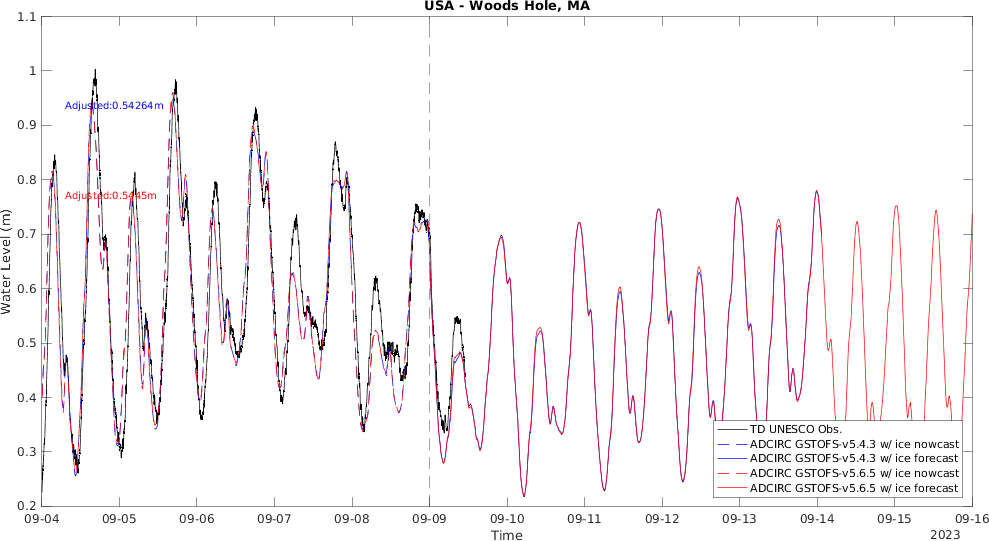 USA - Woods Hole, MA
1.1
1
0.9
0.8
0.7
0.6
0.5
0.4
0.3
0.2
Water Level (m)
Adjusted:0.54264m
Adjusted:0.5445m
TD UNESCO Obs.
ADCIRC GSTOFS-v5.4.3 w/ ice nowcast
ADCIRC GSTOFS-v5.4.3 w/ ice forecast
ADCIRC GSTOFS-v5.6.5 w/ ice nowcast
ADCIRC GSTOFS-v5.6.5 w/ ice forecast
09-04 09-05 09-06 09-07 09-08 09-09 09-10 09-11 09-12 09-13 09-14 09-15 09-16
Time
2023